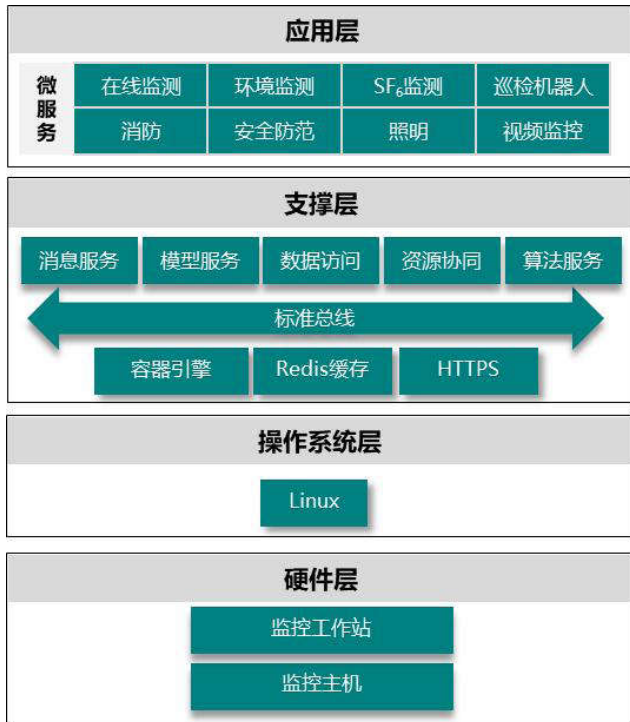 应用层
微服务
在线监测 环境监测 SF₆监测 巡检机器人
消防 安全防范 照明 视频监控
支撑层
消息服务 模型服务 数据访问 资源协同 算法服务
标准总线
容器引擎 Redis缓存 HTTPS
操作系统层
Linux
硬件层
监控工作站
监控主机